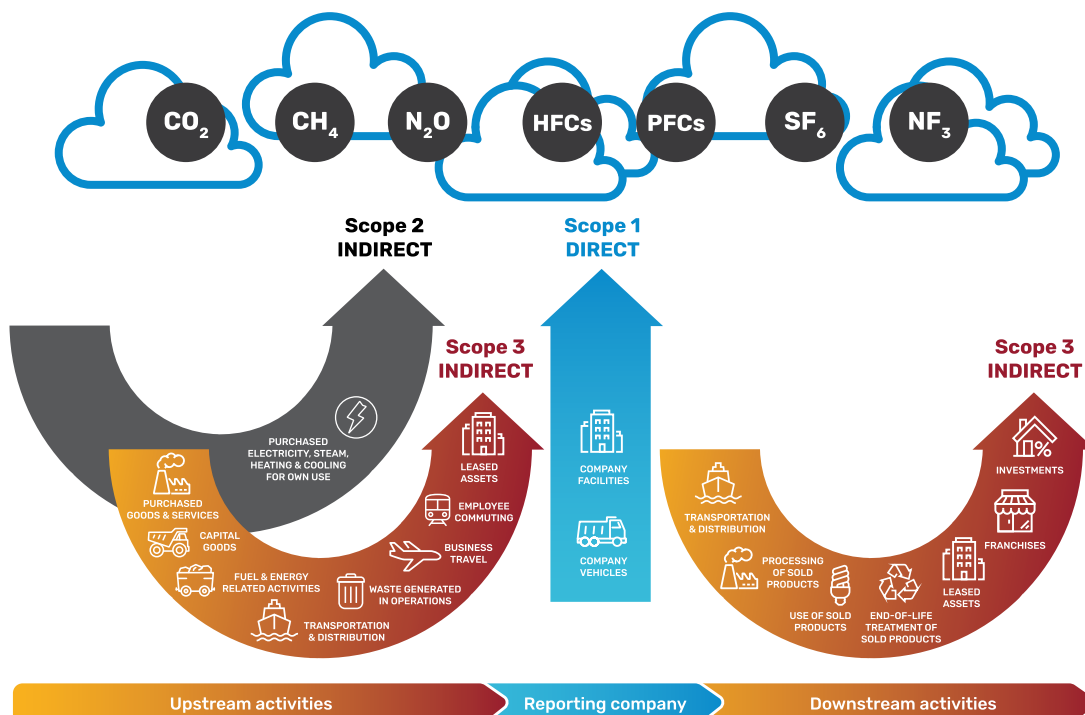 CO₂
CH₄
N₂O
HFCs
PFCs
SF₆
NF₃
Scope 2
INDIRECT
Scope 1
DIRECT
Scope 3
INDIRECT
Scope 3
INDIRECT
PURCHASED
ELECTRICITY, STEAM,
HEATING & COOLING
FOR OWN USE
PURCHASED
GOODS & SERVICES
CAPITAL
GOODS
FUEL & ENERGY
RELATED ACTIVITIES
TRANSPORTATION
& DISTRIBUTION
WASTE GENERATED
IN OPERATIONS
BUSINESS
TRAVEL
EMPLOYEE
COMMUTING
LEASED
ASSETS
COMPANY
FACILITIES
COMPANY
VEHICLES
TRANSPORTATION
& DISTRIBUTION
PROCESSING
OF SOLD
PRODUCTS
USE OF SOLD
PRODUCTS
END-OF-LIFE
TREATMENT OF
SOLD PRODUCTS
LEASED
ASSETS
FRANCHISES
%
INVESTMENTS
Upstream activities
Reporting company
Downstream activities